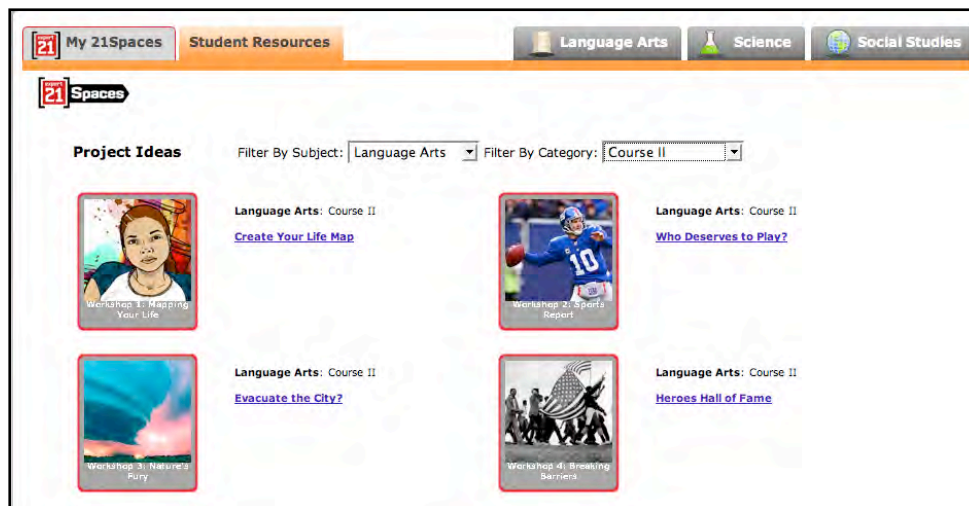 expert 21 My 21Spaces Student Resources Language Arts Science Social Studies
expert 21 Spaces
Project Ideas Filter By Subject: Language Arts Filter By Category: Course II
Language Arts: Course II
Create Your Life Map
Workshop 1: Mapping
Your Life
Language Arts: Course II
Who Deserves to Play?
10
Workshop 2: Sports
Report
Language Arts: Course II
Evacuate the City?
Workshop 3: Nature's
Fury
Language Arts: Course II
Heroes Hall of Fame
Workshop 4: Breaking
Barriers